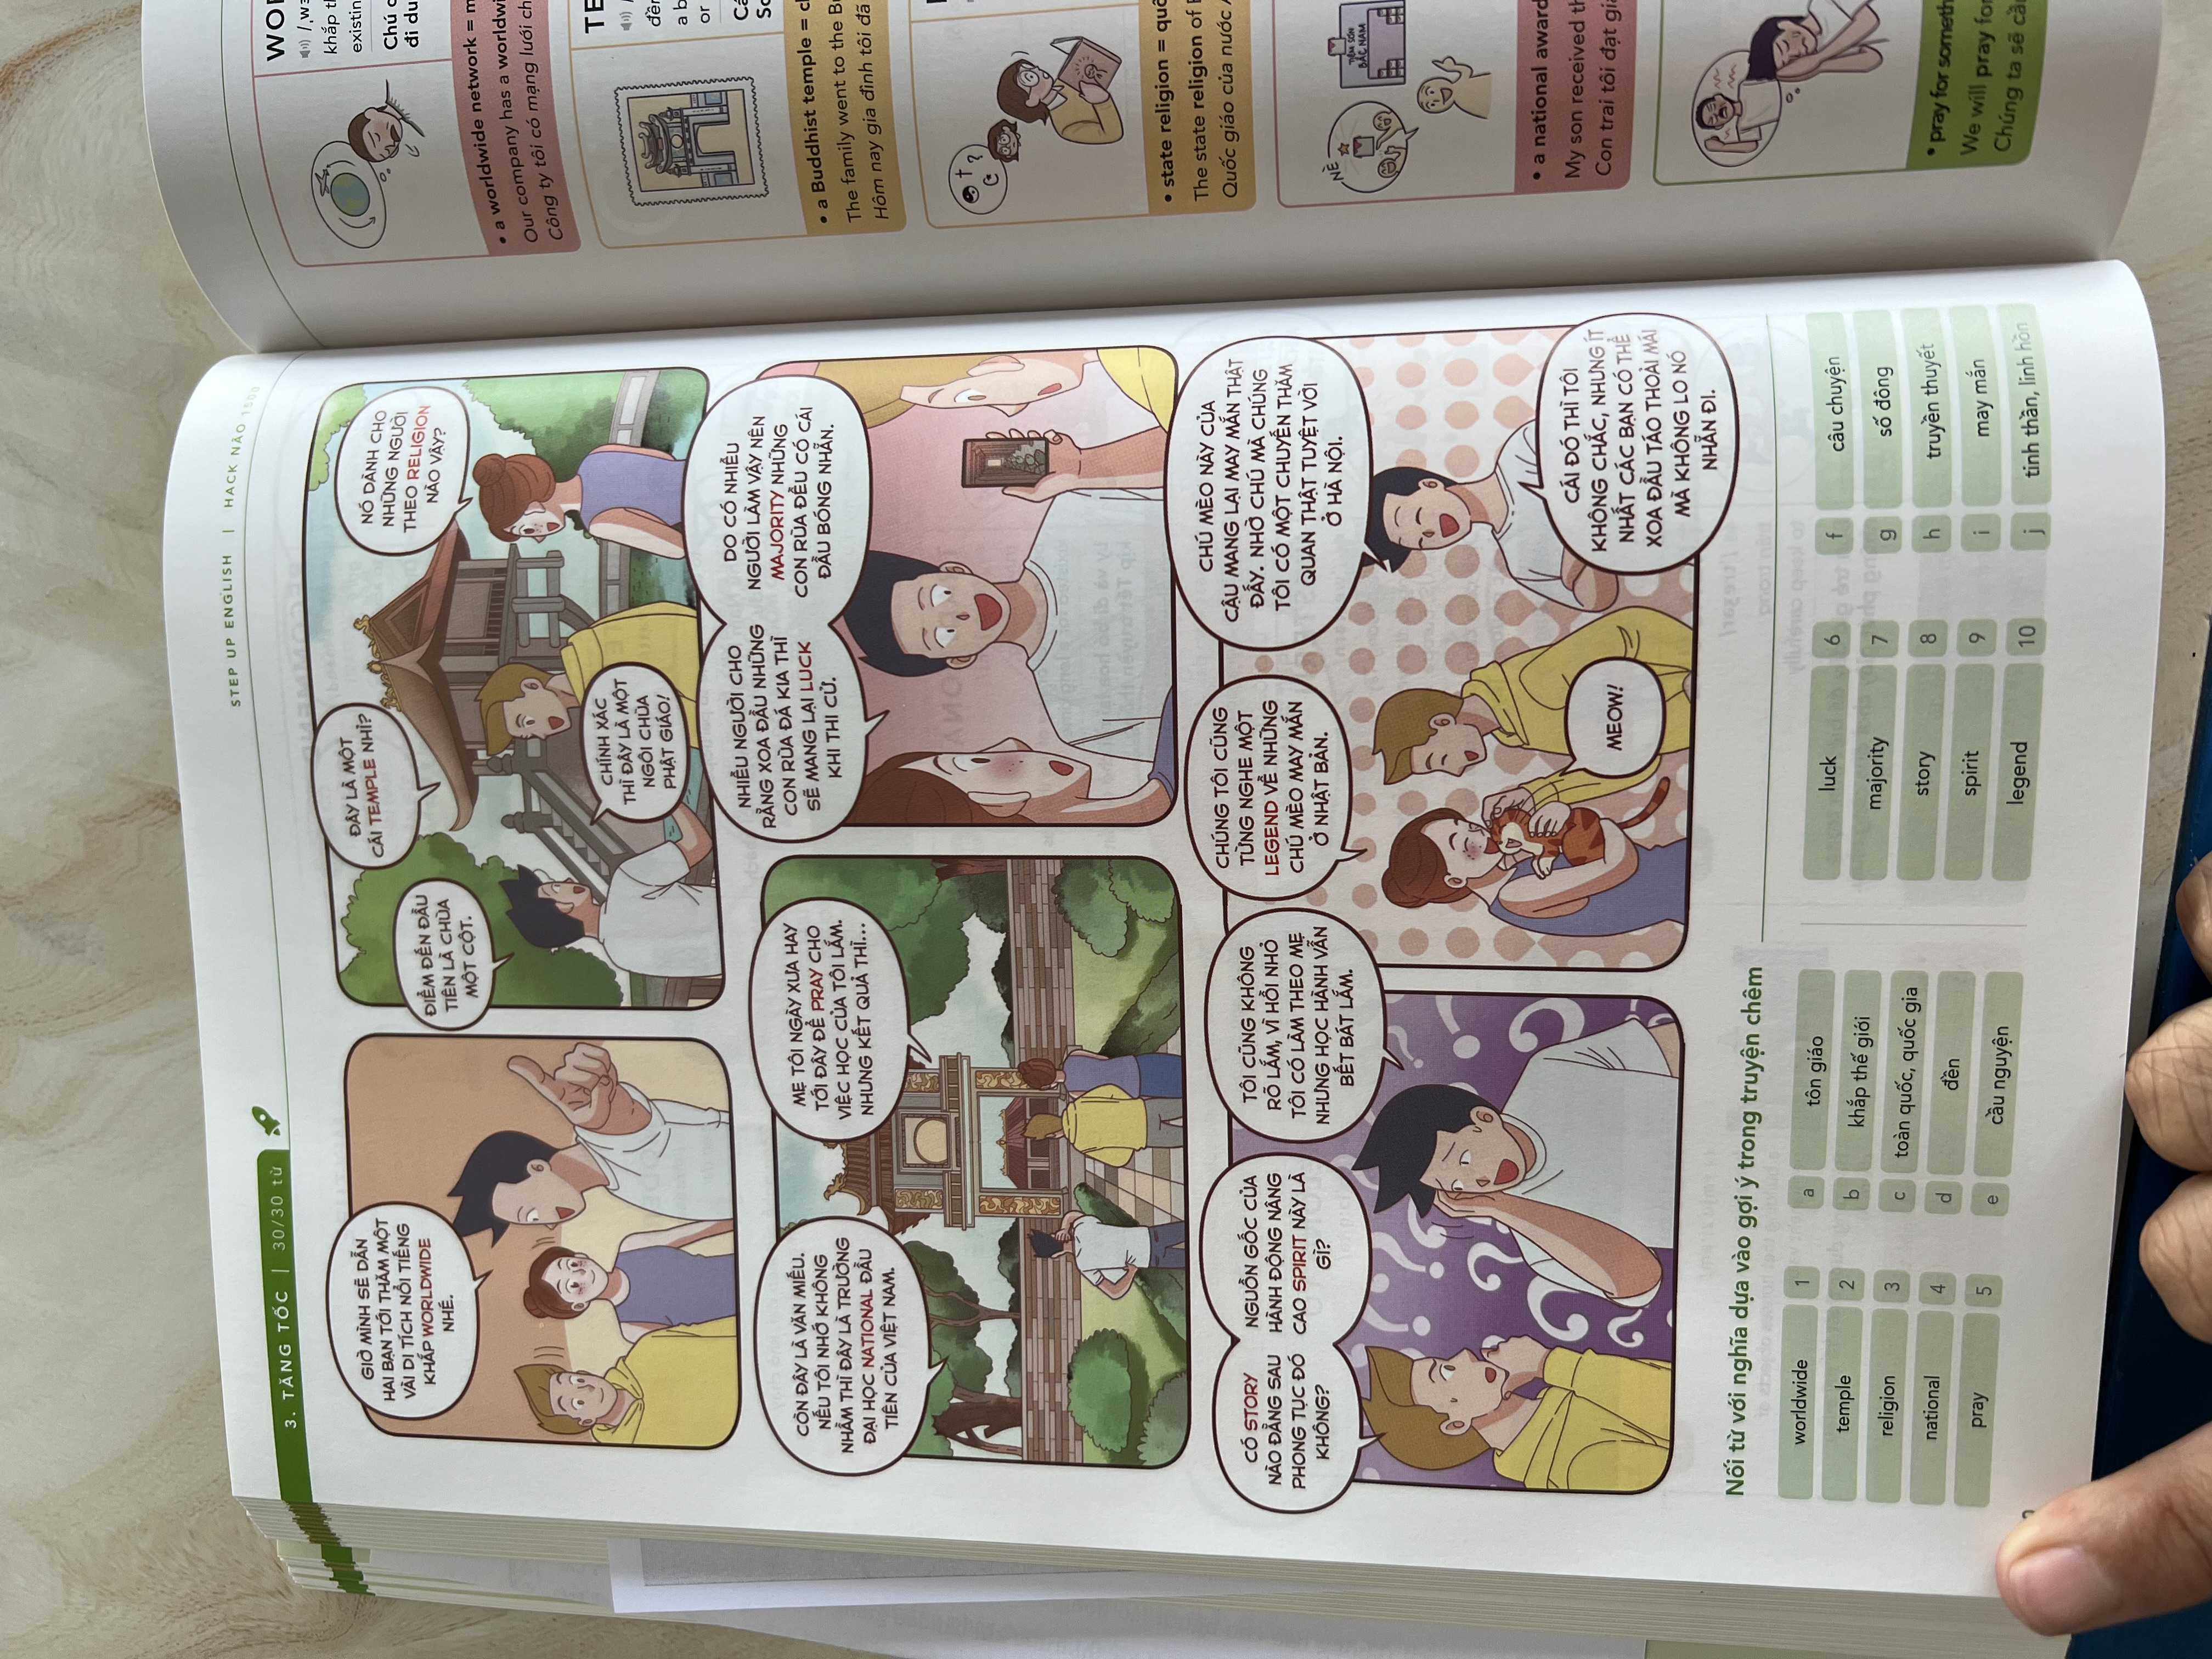 STEP UP ENGLISH | HACK NÃO 1500
3. TĂNG TỐC | 30/30 từ
GIỜ MÌNH SẼ DẪN
HAI BẠN TỚI THĂM MỘT
VÀI DI TÍCH NỔI TIẾNG
KHẮP WORLDWIDE
NHÉ.
ĐIỂM ĐẾN ĐẦU
TIÊN LÀ CHÙA
MỘT CỘT.
ĐÂY LÀ MỘT
CÁI TEMPLE NHỈ?
NÓ DÀNH CHO
NHỮNG NGƯỜI
THEO RELIGION
NÀO VẬY?
CHÍNH XÁC
THÌ ĐÂY LÀ MỘT
NGÔI CHÙA
PHẬT GIÁO!
CÒN ĐÂY LÀ VĂN MIẾU.
NẾU TÔI NHỚ KHÔNG
NHẦM THÌ ĐÂY LÀ TRƯỜNG
ĐẠI HỌC NATIONAL ĐẦU
TIÊN CỦA VIỆT NAM.
MẸ TÔI NGÀY XƯA HAY
TỚI ĐÂY ĐỂ PRAY CHO
VIỆC HỌC CỦA TÔI LẮM.
NHƯNG KẾT QUẢ THÌ...
NHIỀU NGƯỜI CHO
RẰNG XOA ĐẦU NHỮNG
CON RÙA ĐÁ KIA THÌ
SẼ MANG LẠI LUCK
KHI THI CỬ.
DO CÓ NHIỀU
NGƯỜI LÀM VẬY NÊN
MAJORITY NHỮNG
CON RÙA ĐỀU CÓ CÁI
ĐẦU BÓNG NHẴN.
CÓ STORY
NÀO ĐẰNG SAU
PHONG TỤC ĐÓ
KHÔNG?
NGUỒN GỐC CỦA
HÀNH ĐỘNG NÂNG
CAO SPIRIT NÀY LÀ
GÌ?
TÔI CŨNG KHÔNG
RÕ LẮM, VÌ HỒI NHỎ
TÔI CÓ LÀM THEO MẸ
NHƯNG HỌC HÀNH VẪN
BẾT BÁT LẮM.
CHÚNG TÔI CŨNG
TỪNG NGHE MỘT
LEGEND VỀ NHỮNG
CHÚ MÈO MAY MẮN
Ở NHẬT BẢN.
CHÚ MÈO NÀY CỦA
CẬU MANG LẠI MAY MẮN THẬT
ĐẤY. NHỜ CHÚ MÀ CHÚNG
TÔI CÓ MỘT CHUYẾN THĂM
QUAN THẬT TUYỆT VỜI
Ở HÀ NỘI.
MEOW!
CÁI ĐÓ THÌ TÔI
KHÔNG CHẮC, NHƯNG ÍT
NHẤT CÁC BẠN CÓ THỂ
XOA ĐẦU TÁO THOẢI MÁI
MÀ KHÔNG LO NÓ
NHẴN ĐI.
Nối từ với nghĩa dựa vào gợi ý trong truyện chêm
worldwide 1 a tôn giáo
temple 2 b khắp thế giới
religion 3 c toàn quốc, quốc gia
national 4 d đền
pray 5 e cầu nguyện
luck 6 f câu chuyện
majority 7 g số đông
story 8 h truyền thuyết
spirit 9 i may mắn
legend 10 j tinh thần, linh hồn
khắp
Chú
đi
• a worldwide network =
Our company has a
Công ty tôi có mạng lưới
a
or
• a Buddhist temple =
The family went to the
Hôm nay gia đình tôi đã
• state religion =
The state religion of
Quốc giáo của nước
NÈ
TIỆM SƠN
BẮC NAM
• a national award
My son received
Con trai tôi đạt
• pray for
We will pray
Chúng ta sẽ